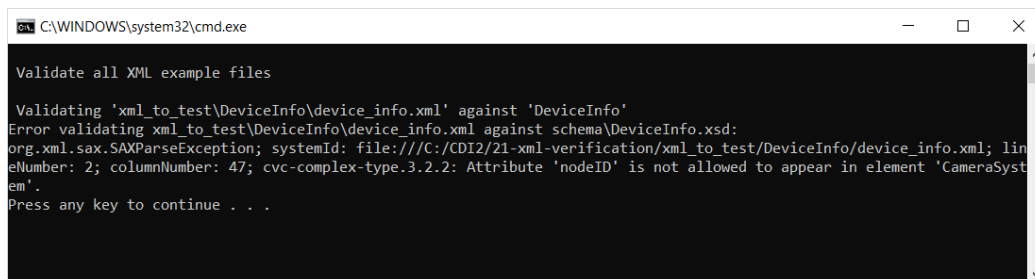 C:\WINDOWS\system32\cmd.exe
Validate all XML example files
Validating 'xml_to_test\DeviceInfo\device_info.xml' against 'DeviceInfo'
Error validating xml_to_test\DeviceInfo\device_info.xml against schema\DeviceInfo.xsd:
org.xml.sax.SAXParseException; systemId: file:///C:/CDI2/21-xml-verification/xml_to_test/DeviceInfo/device_info.xml; lin
eNumber: 2; columnNumber: 47; cvc-complex-type.3.2.2: Attribute 'nodeID' is not allowed to appear in element 'CameraSyst
em'.
Press any key to continue . . .